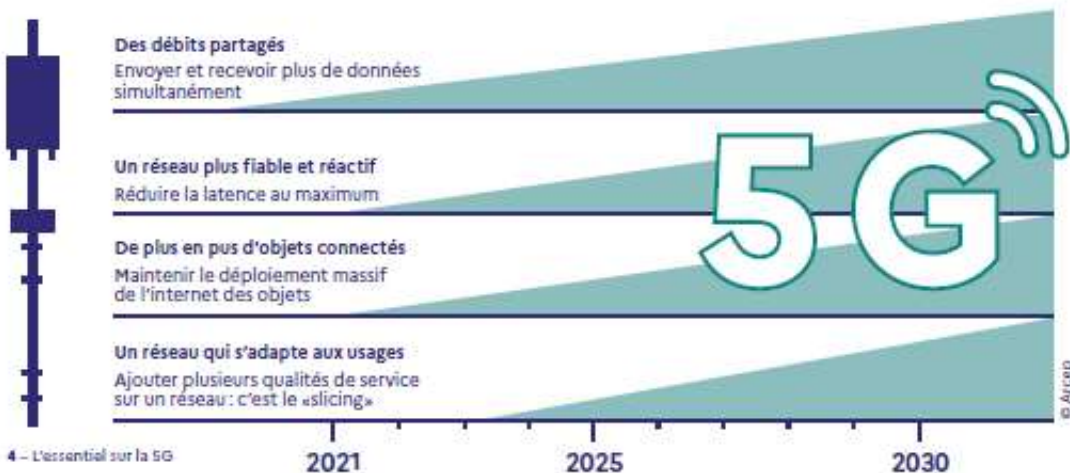 Des débits partagés
Envoyer et recevoir plus de données
simultanément
Un réseau plus fiable et réactif
Réduire la latence au maximum
De plus en pus d'objets connectés
Maintenir le déploiement massif
de l'internet des objets
Un réseau qui s'adapte aux usages
Ajouter plusieurs qualités de service
sur un réseau : c'est le «slicing»
5G
© Arcep
4 – L'essentiel sur la 5G
2021 2025 2030